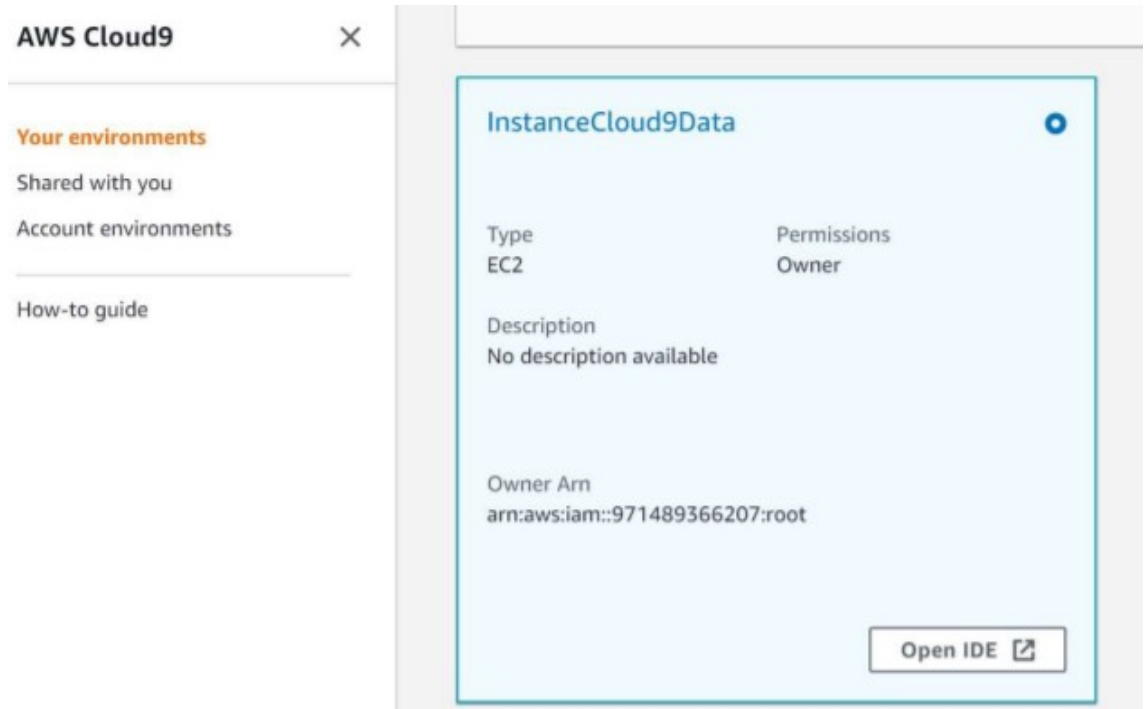 AWS Cloud9
Your environments
Shared with you
Account environments
How-to guide
InstanceCloud9Data
Type
EC2
Permissions
Owner
Description
No description available
Owner Arn
arn:aws:iam::971489366207:root
Open IDE